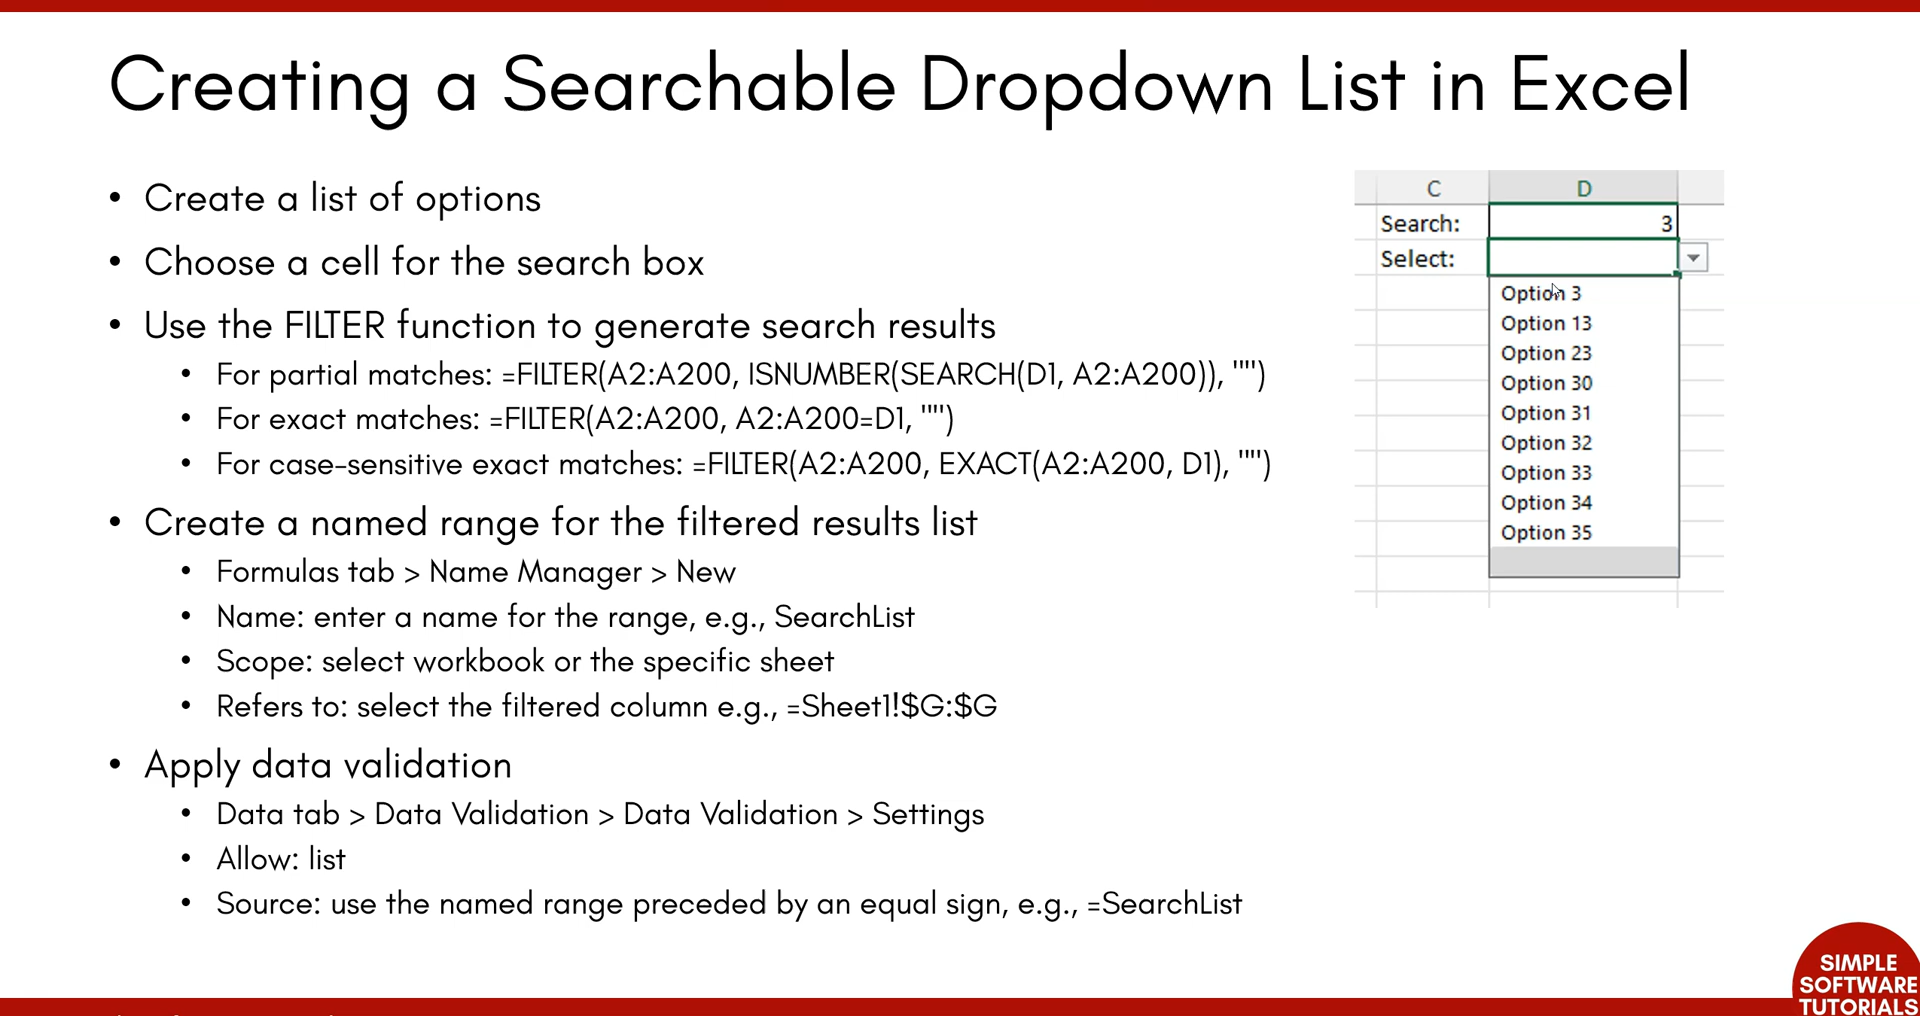 Creating a Searchable Dropdown List in Excel
• Create a list of options
• Choose a cell for the search box
• Use the FILTER function to generate search results
• For partial matches: =FILTER(A2:A200, ISNUMBER(SEARCH(D1, A2:A200)), "")
• For exact matches: =FILTER(A2:A200, A2:A200=D1, "")
• For case-sensitive exact matches: =FILTER(A2:A200, EXACT(A2:A200, D1), "")
• Create a named range for the filtered results list
• Formulas tab > Name Manager > New
• Name: enter a name for the range, e.g., SearchList
• Scope: select workbook or the specific sheet
• Refers to: select the filtered column e.g., =Sheet1!$G:$G
• Apply data validation
• Data tab > Data Validation > Data Validation > Settings
• Allow: list
• Source: use the named range preceded by an equal sign, e.g., =SearchList
C D
Search: 3
Select:
Option 3
Option 13
Option 23
Option 30
Option 31
Option 32
Option 33
Option 34
Option 35
SIMPLE
SOFTWARE
TUTORIALS